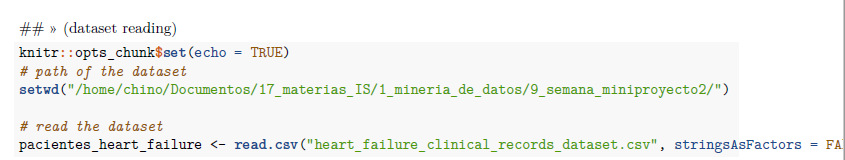 ## » (dataset reading)
knitr::opts_chunk$set(echo = TRUE)
# path of the dataset
setwd("/home/chino/Documentos/17_materias_IS/1_mineria_de_datos/9_semana_miniproyecto2/")
# read the dataset
pacientes_heart_failure <- read.csv("heart_failure_clinical_records_dataset.csv", stringsAsFactors = FA